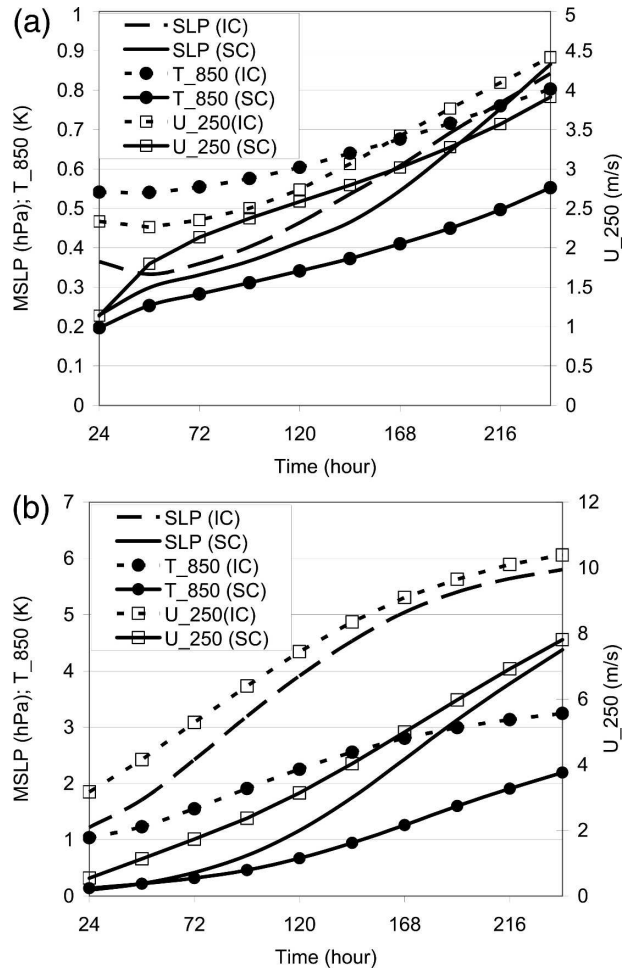 (a)
SLP (IC)
SLP (SC)
T_850 (IC)
T_850 (SC)
U_250(IC)
U_250 (SC)
MSLP (hPa); T_850 (K)
1
0.9
0.8
0.7
0.6
0.5
0.4
0.3
0.2
0.1
0
5
4.5
4
3.5
3
2.5
2
1.5
1
0.5
0
U_250 (m/s)
24 72 120 168 216
Time (hour)
(b)
SLP (IC)
SLP (SC)
T_850 (IC)
T_850 (SC)
U_250(IC)
U_250 (SC)
MSLP (hPa); T_850 (K)
7
6
5
4
3
2
1
0
12
10
8
6
4
2
0
U_250 (m/s)
24 72 120 168 216
Time (hour)